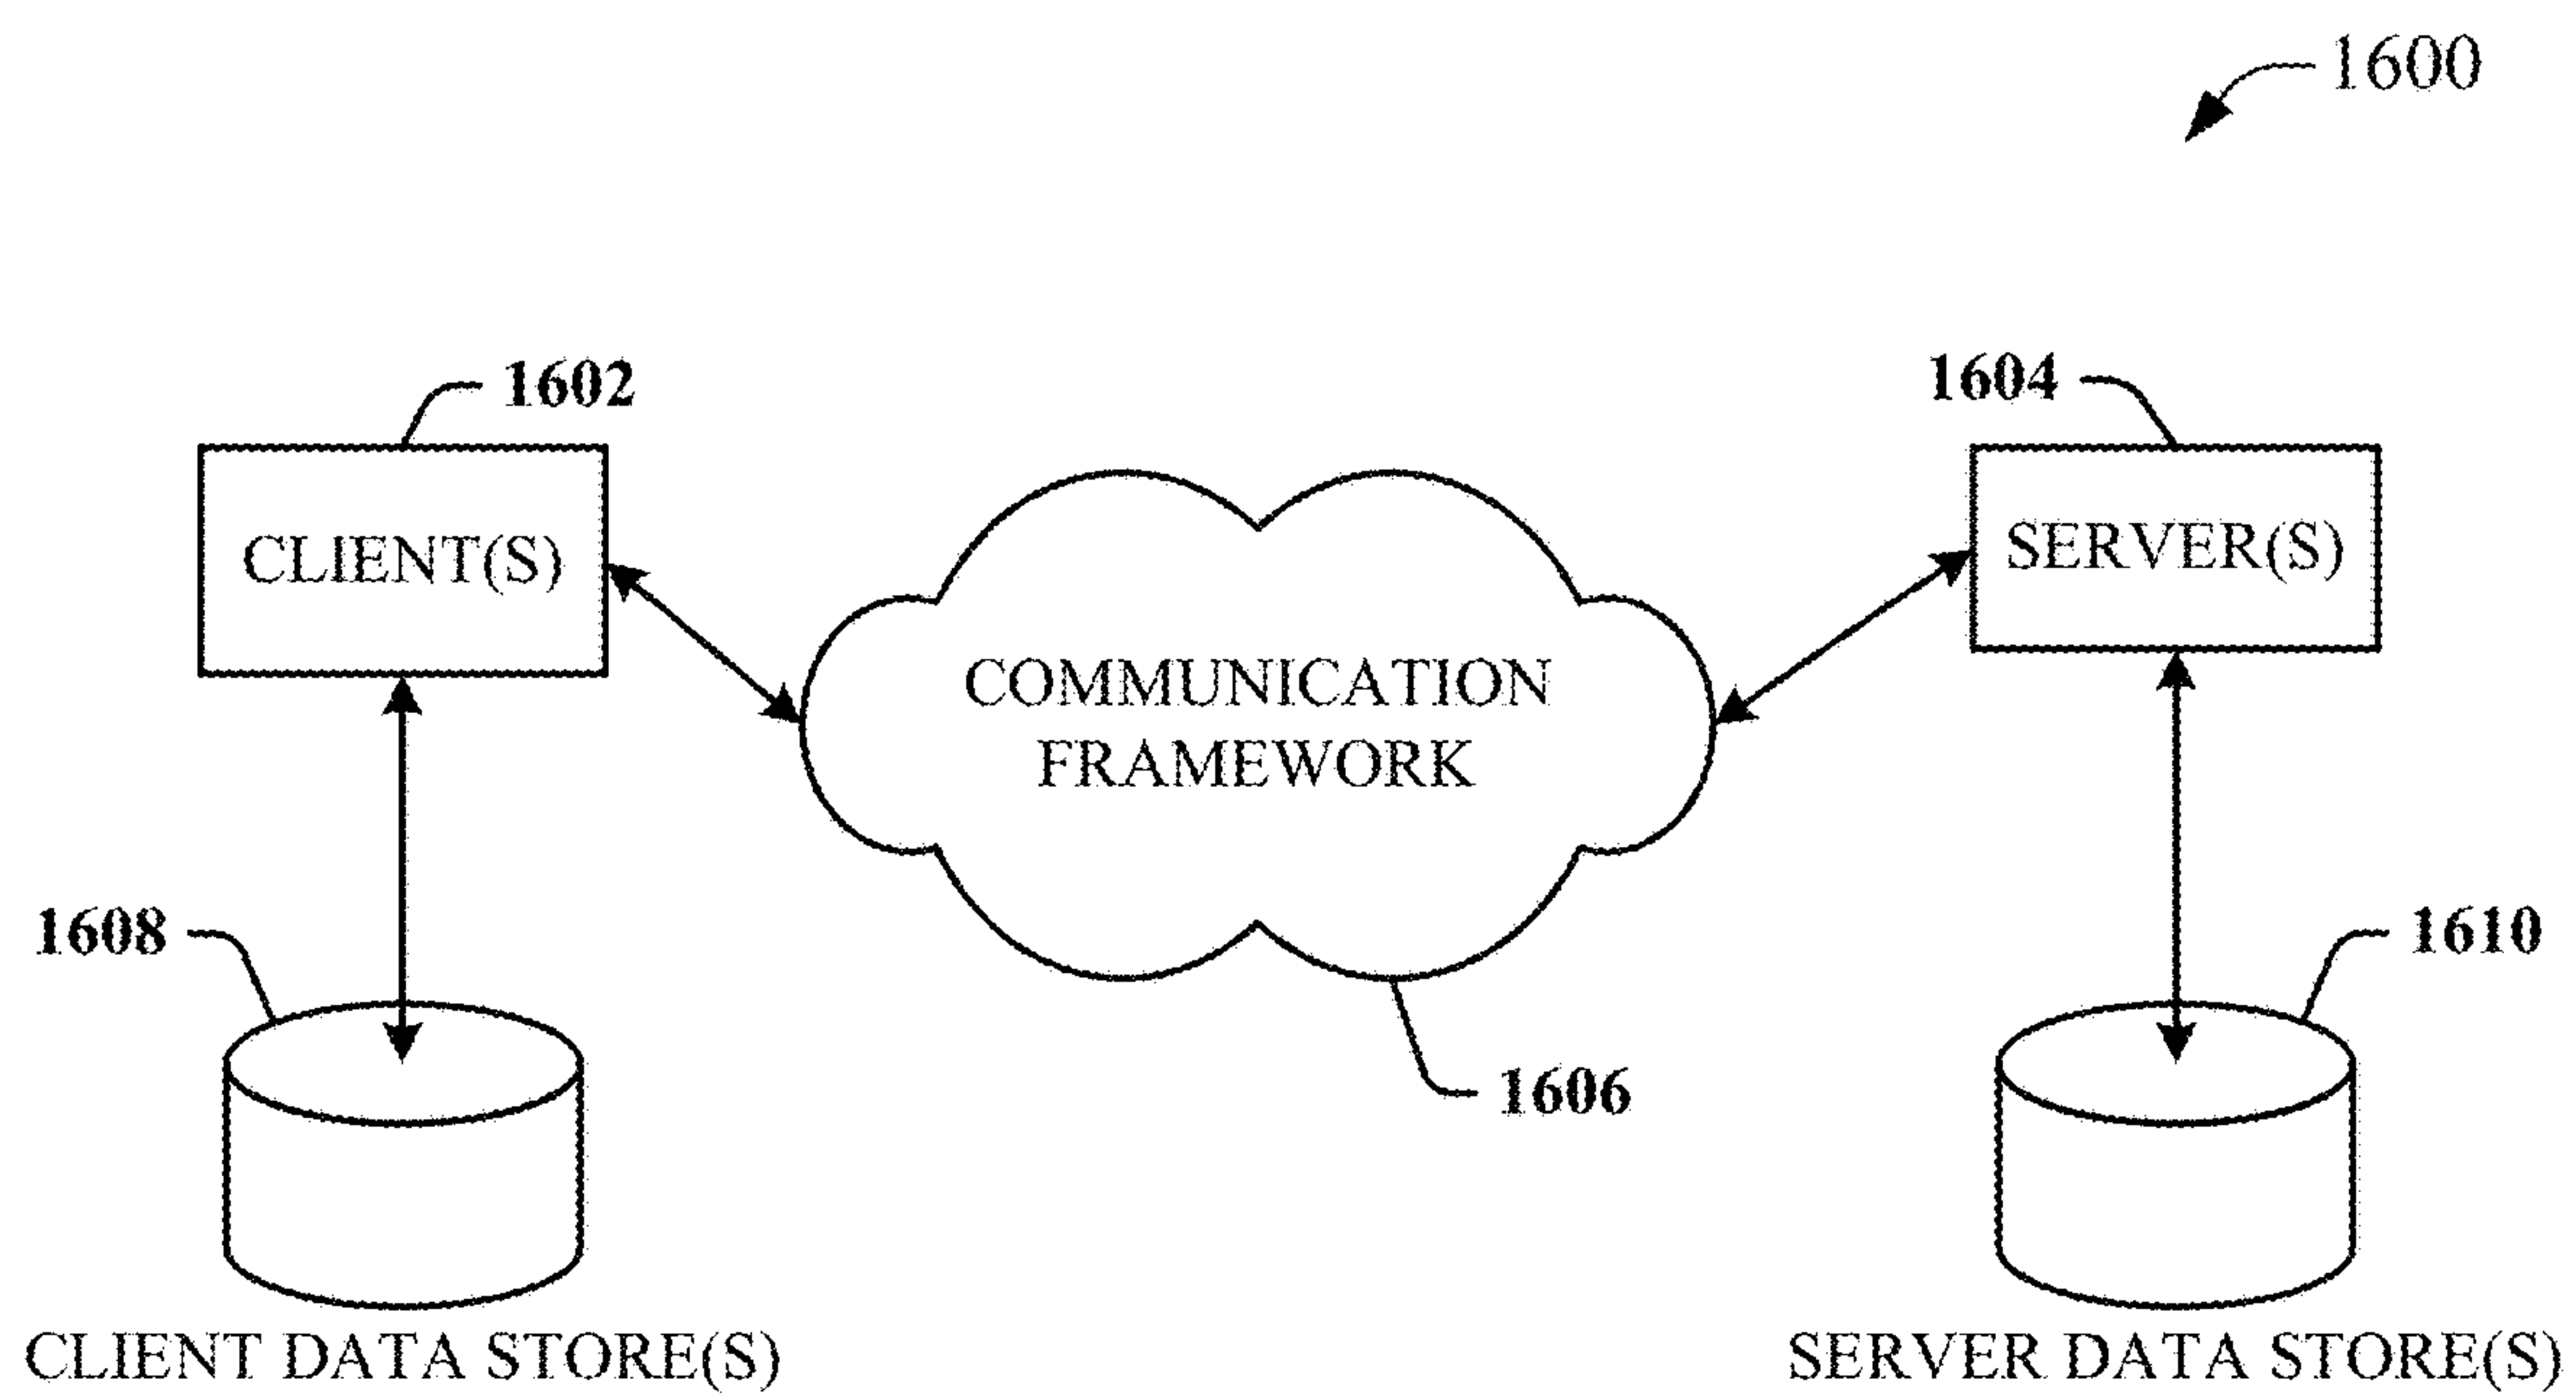 1600
1602
1604
CLIENT(S)
SERVER(S)
COMMUNICATION
FRAMEWORK
1608
1610
1606
CLIENT DATA STORE(S)
SERVER DATA STORE(S)